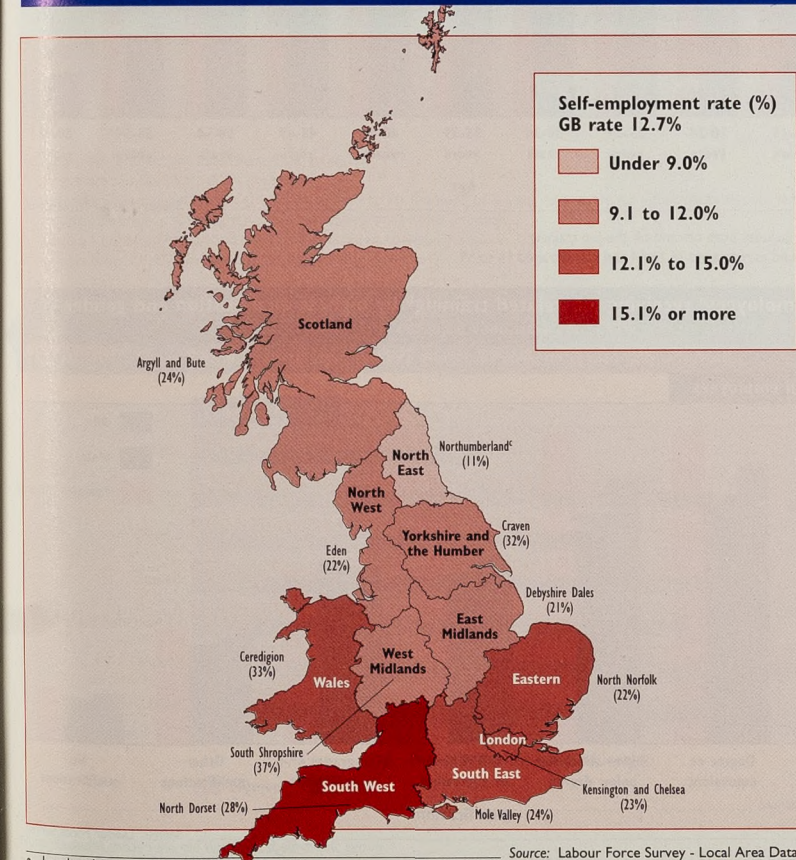 Self-employment rate (%)
GB rate 12.7%
Under 9.0%
9.1 to 12.0%
12.1% to 15.0%
15.1% or more
Scotland
Argyll and Bute
(24%)
North
East
Northumberlandᶜ
(11%)
North
West
Yorkshire and
the Humber
Craven
(32%)
Eden
(22%)
Debyshire Dales
(21%)
East
Midlands
West
Midlands
Ceredigion
(33%)
Wales
Eastern
North Norfolk
(22%)
London
South Shropshire
(37%)
South West
South East
Kensington and Chelsea
(23%)
North Dorset (28%)
Mole Valley (24%)
Source: Labour Force Survey - Local Area Data